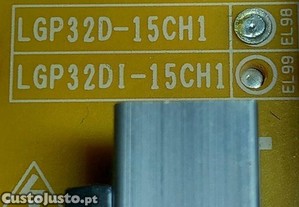 LGP32D-15CH1
EL98
LGP32DI-15CH1
EL99
CustoJusto.pt